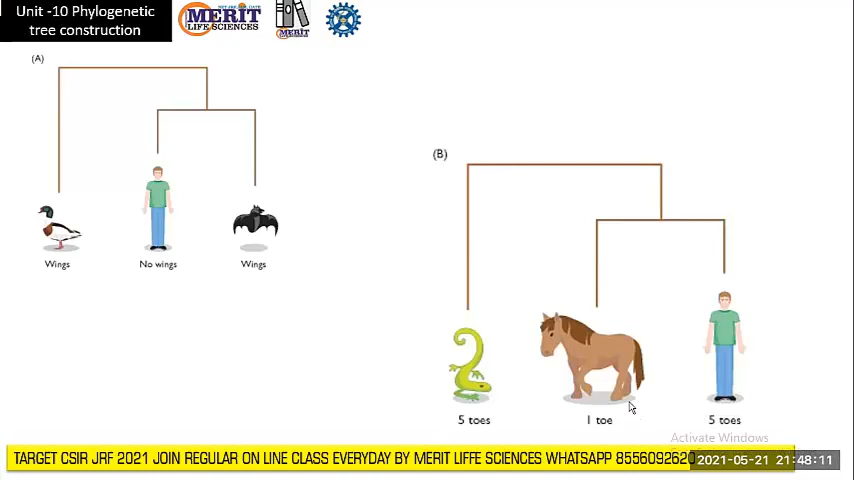 Unit -10 Phylogenetic
tree construction
MERIT
LIFE SCIENCES
MERIT
(A)
Wings
No wings
Wings
(B)
5 toes
1 toe
5 toes
Activate Windows
TARGET CSIR JRF 2021 JOIN REGULAR ON LINE CLASS EVERYDAY BY MERIT LIFFE SCIENCES WHATSAPP 8556092620
2021-05-21 21:48:11